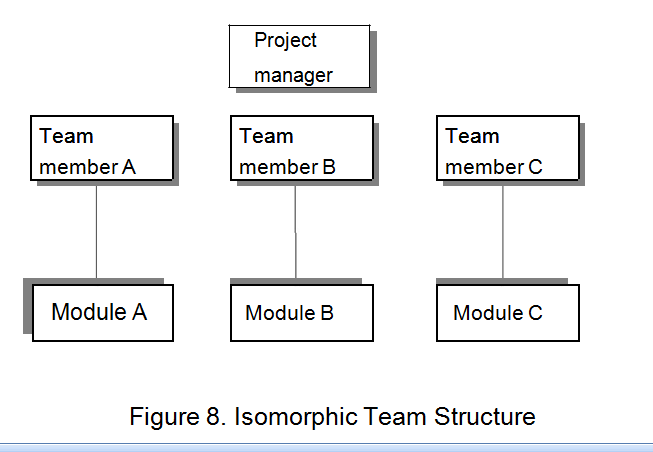 Project
manager
Team
member A
Team
member B
Team
member C
Module A
Module B
Module C
Figure 8. Isomorphic Team Structure